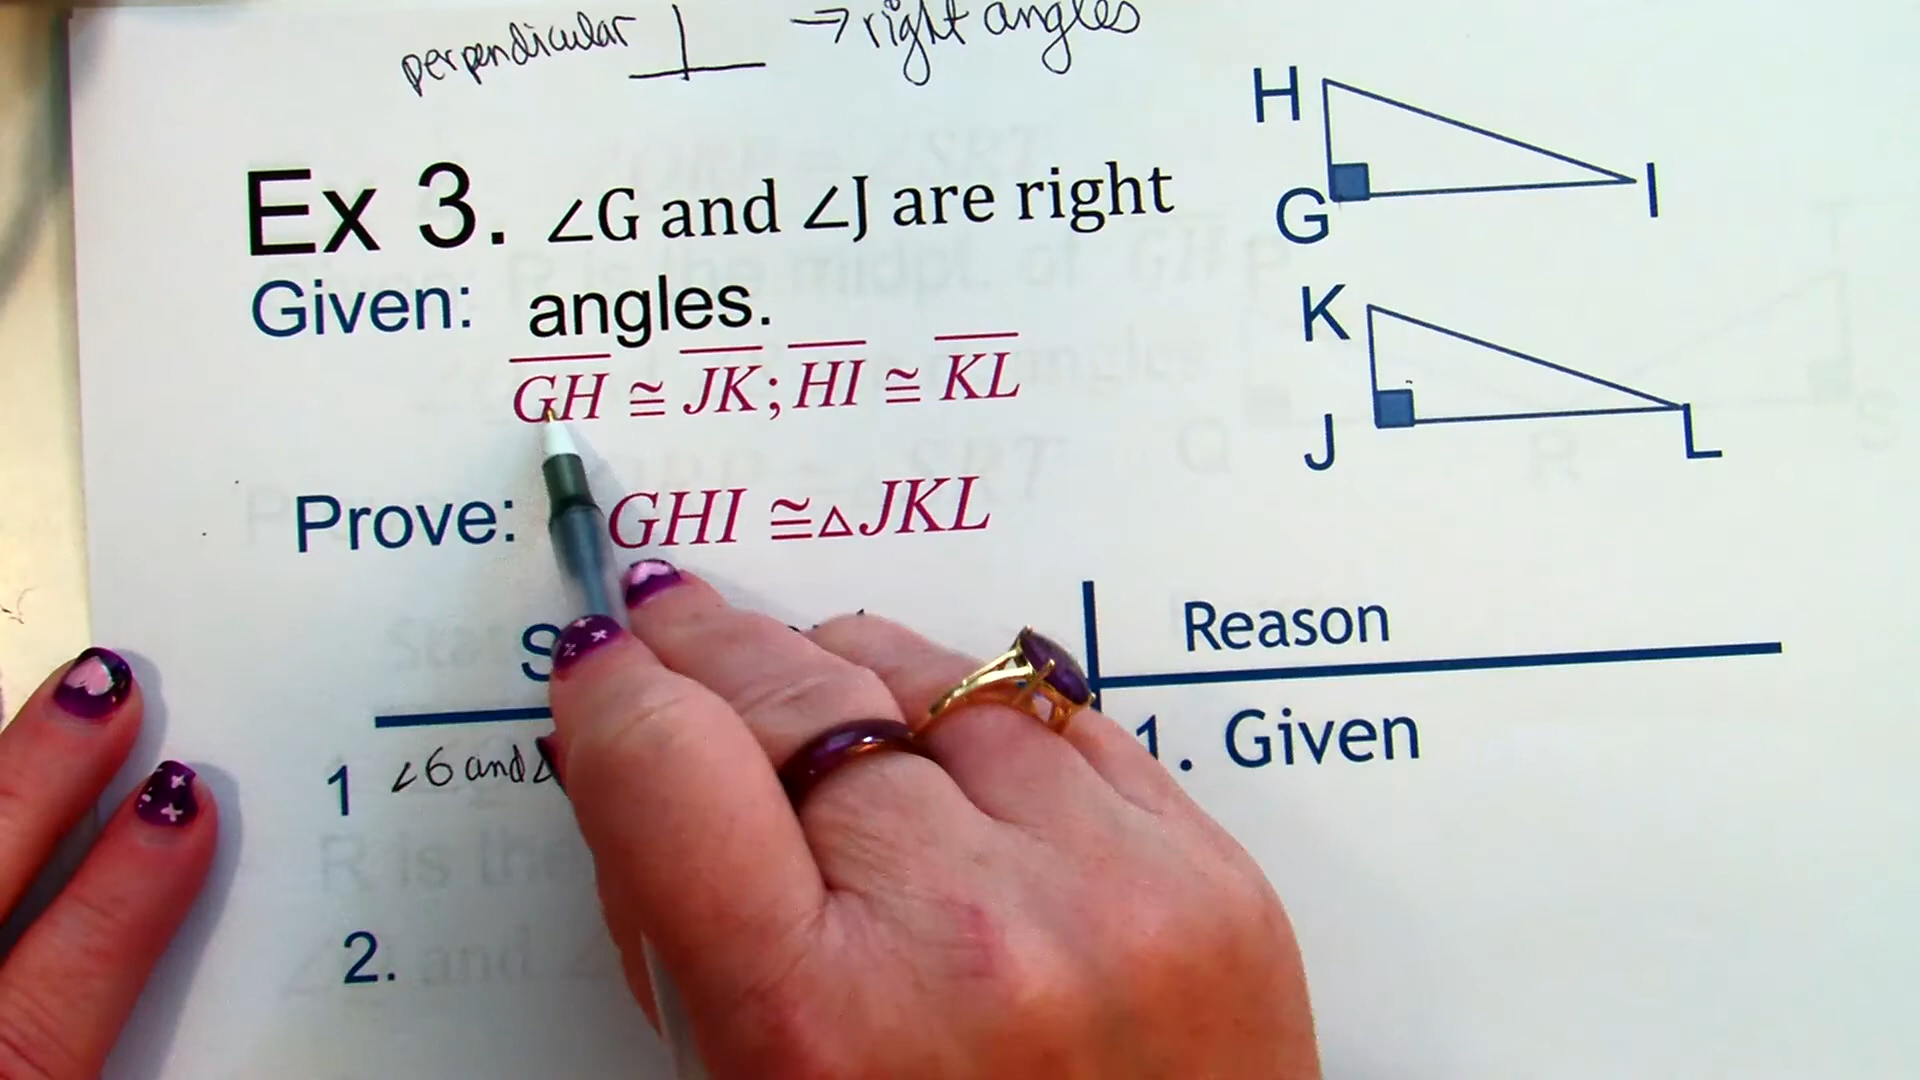 perpendicular → right angles
Ex 3. ∠G and ∠J are right
Given: angles.
GH ≅ JK; HI ≅ KL
Prove: GHI ≅ △JKL
H
G
I
K
J
L
Reason
1 ∠G and ∠
1. Given
2.